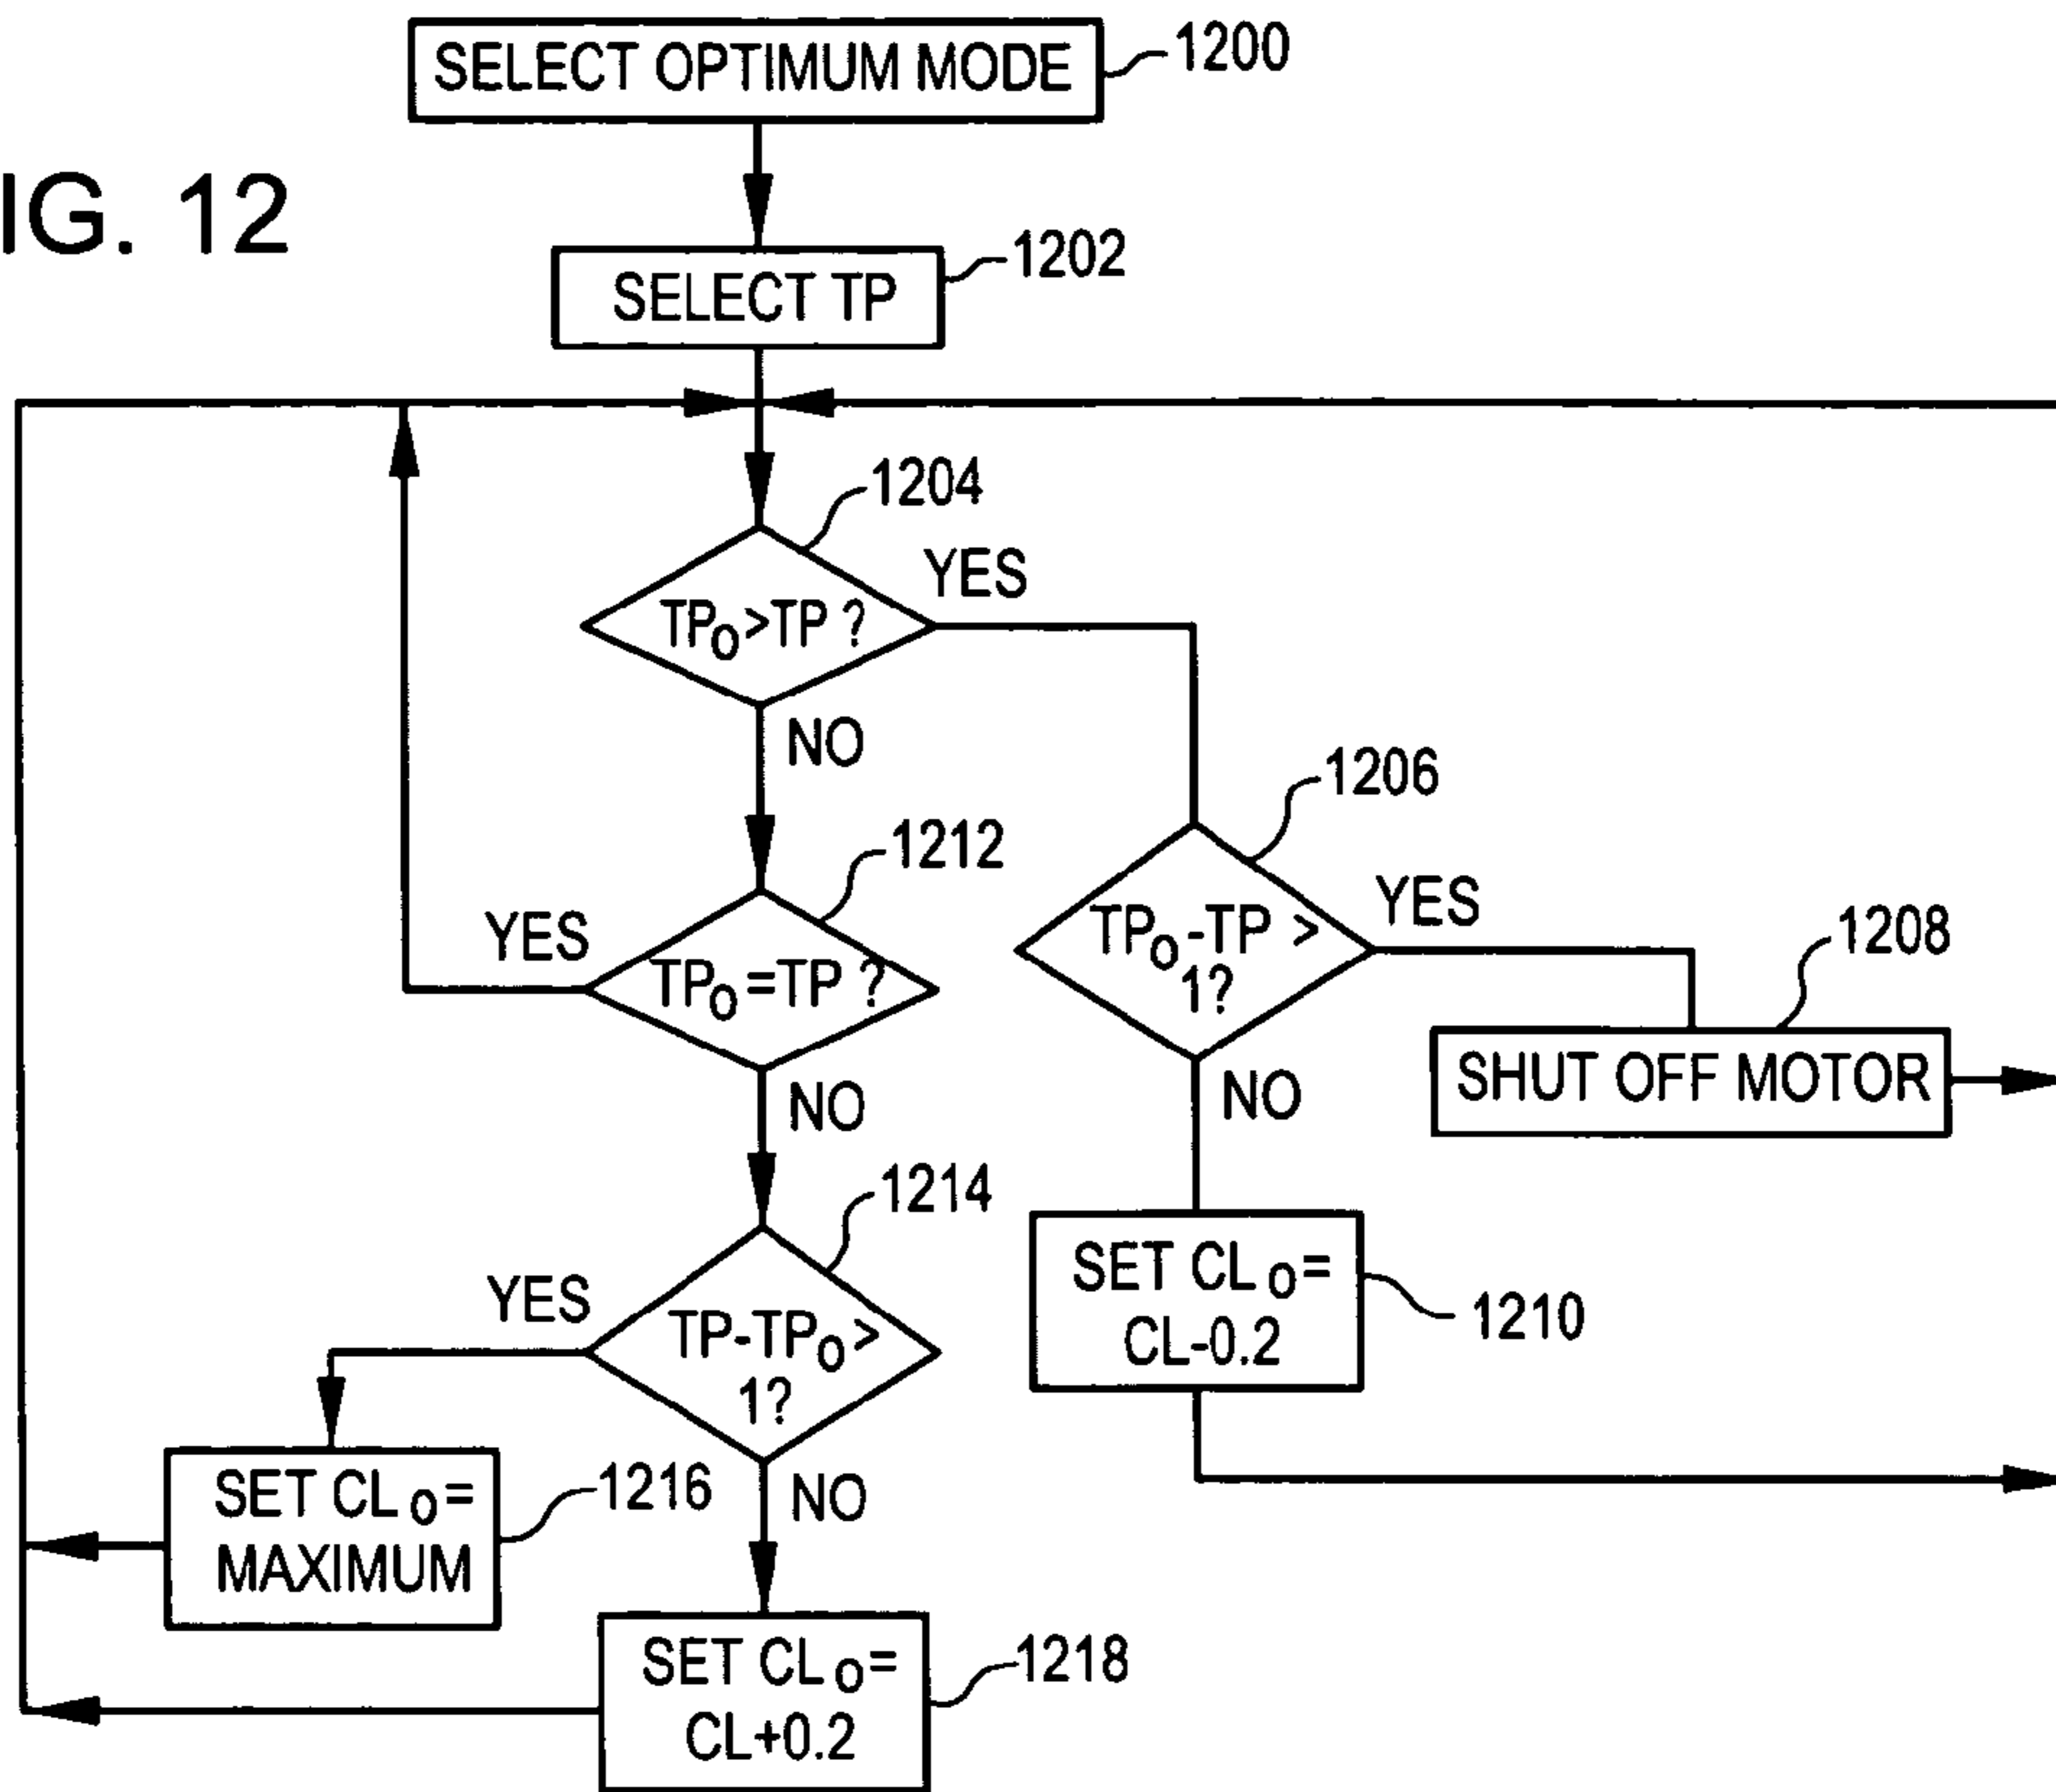 SELECT OPTIMUM MODE
1200
IG. 12
SELECT TP
1202
1204
TPO>TP ?
YES
NO
1206
1212
TPO-TP >
1?
YES
1208
YES
TPO=TP ?
SHUT OFF MOTOR
NO
NO
1214
SET CLO=
CL-0.2
1210
YES
TP-TPO>
1?
SET CLO=
MAXIMUM
1216
NO
SET CLO=
CL+0.2
1218